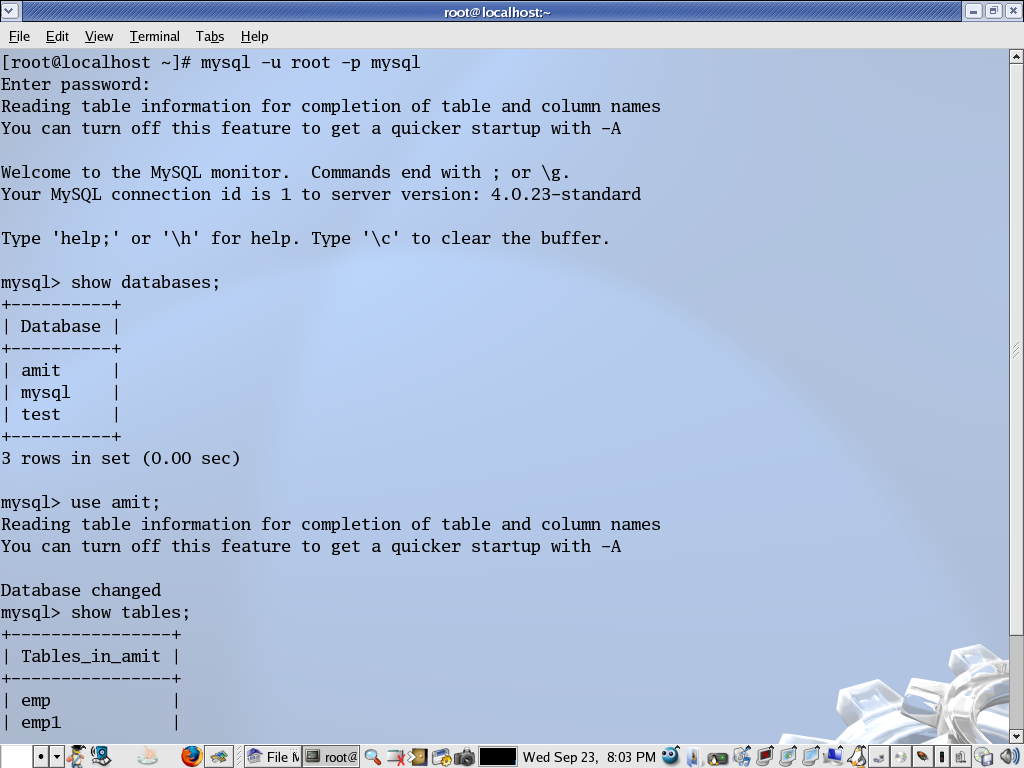 root@localhost:~
File Edit View Terminal Tabs Help
[root@localhost ~]# mysql -u root -p mysql
Enter password:
Reading table information for completion of table and column names
You can turn off this feature to get a quicker startup with -A
Welcome to the MySQL monitor.  Commands end with ; or \g.
Your MySQL connection id is 1 to server version: 4.0.23-standard
Type 'help;' or '\h' for help. Type '\c' to clear the buffer.
mysql> show databases;
+----------+
| Database |
+----------+
| amit     |
| mysql    |
| test     |
+----------+
3 rows in set (0.00 sec)
mysql> use amit;
Reading table information for completion of table and column names
You can turn off this feature to get a quicker startup with -A
Database changed
mysql> show tables;
+----------------+
| Tables_in_amit |
+----------------+
| emp            |
| emp1           |
File M root@ Wed Sep 23, 8:03 PM